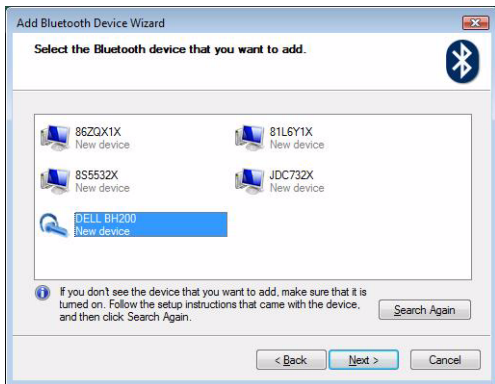 Add Bluetooth Device Wizard
Select the Bluetooth device that you want to add.
86ZQX1X
New device
81L6Y1X
New device
8S5532X
New device
JDC732X
New device
DELL BH200
New device
If you don't see the device that you want to add, make sure that it is
turned on. Follow the setup instructions that came with the device,
and then click Search Again.
Search Again
< Back
Next >
Cancel